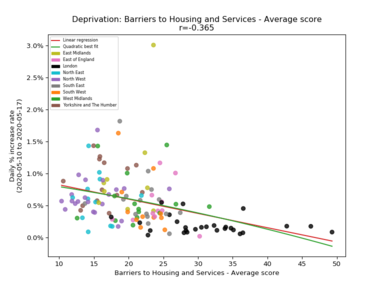 Deprivation: Barriers to Housing and Services - Average score
r=-0.365
Daily % increase rate
(2020-05-10 to 2020-05-17)
3.0%
2.5%
2.0%
1.5%
1.0%
0.5%
0.0%
Linear regression
Quadratic best fit
East Midlands
East of England
London
North East
North West
South East
South West
West Midlands
Yorkshire and The Humber
10 15 20 25 30 35 40 45 50
Barriers to Housing and Services - Average score